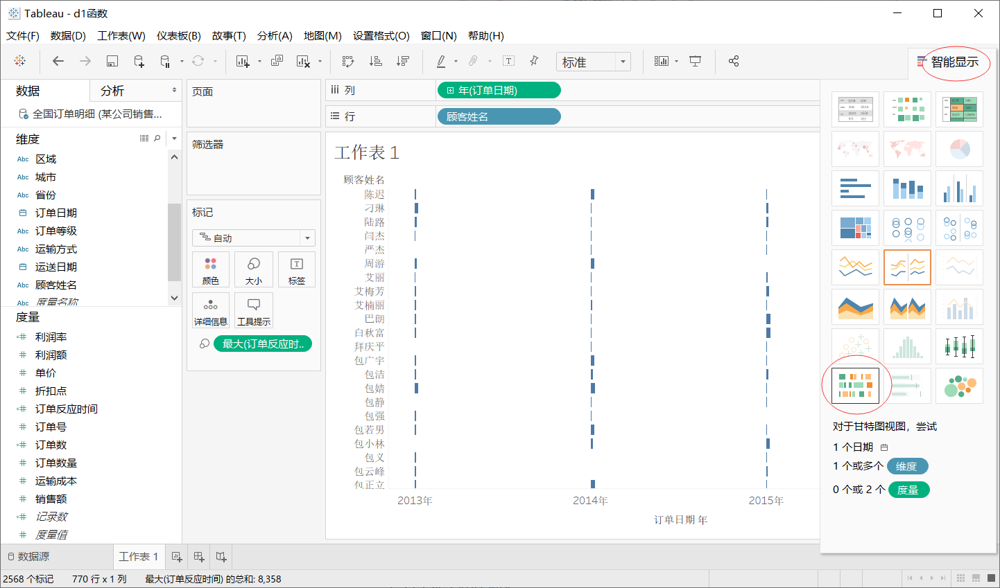 Tableau - d1函数
文件(F) 数据(D) 工作表(W) 仪表板(B) 故事(T) 分析(A) 地图(M) 设置格式(O) 窗口(N) 帮助(H)
标准
智能显示
数据 分析
全国订单明细 (某公司销售...
维度
Abc 区域
Abc 城市
Abc 省份
订单日期
Abc 订单等级
Abc 运输方式
运送日期
Abc 顾客姓名
Abc 度量名称
度量
利润率
利润额
单价
折扣点
订单反应时间
订单号
订单数
订单数量
运输成本
销售额
记录数
度量值
页面
筛选器
标记
自动
颜色 大小 标签
详细信息 工具提示
最大(订单反应时..
列 年(订单日期)
行 顾客姓名
工作表 1
顾客姓名
陈迟
刁琳
陆路
闫杰
严杰
周游
艾丽
艾梅芳
艾楠丽
巴朗
白秋富
拜庆平
包广宇
包洁
包婧
包静
包强
包若男
包小林
包义
包云峰
包正立
2013年 2014年 2015年
订单日期 年
对于甘特图视图，尝试
1 个日期
1 个或多个 维度
0 个或 2 个 度量
数据源 工作表 1
2568 个标记 770 行 x 1 列 最大(订单反应时间) 的总和: 8,358